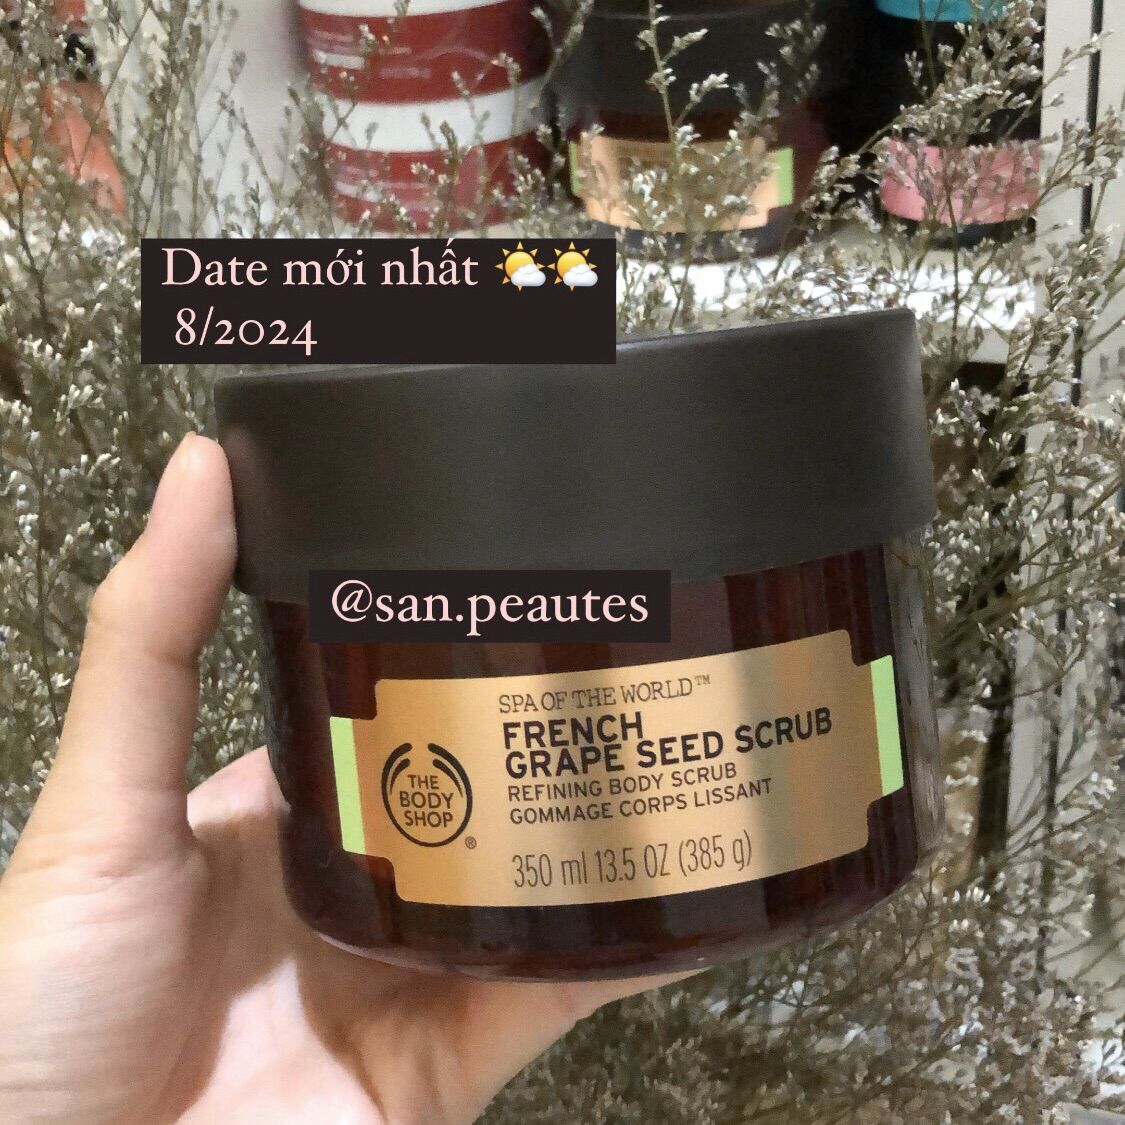 Date mới nhất 🌤🌤
8/2024
@san.peautes
SPA OF THE WORLD™
FRENCH
GRAPE SEED SCRUB
REFINING BODY SCRUB
GOMMAGE CORPS LISSANT
350 ml 13.5 OZ (385 g)
THE
BODY
SHOP®